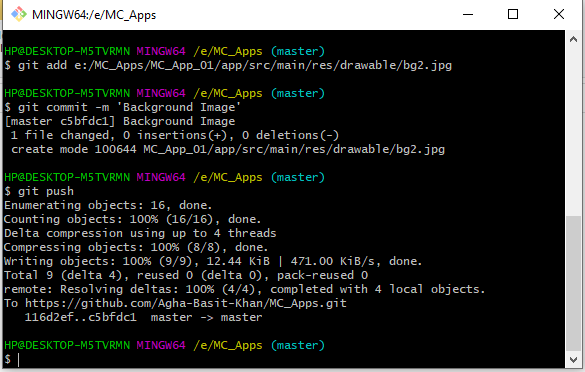 MINGW64:/e/MC_Apps
HP@DESKTOP-M5TVRMN MINGW64 /e/MC_Apps (master)
$ git add e:/MC_Apps/MC_App_01/app/src/main/res/drawable/bg2.jpg
HP@DESKTOP-M5TVRMN MINGW64 /e/MC_Apps (master)
$ git commit -m 'Background Image'
[master c5bfdc1] Background Image
 1 file changed, 0 insertions(+), 0 deletions(-)
 create mode 100644 MC_App_01/app/src/main/res/drawable/bg2.jpg
HP@DESKTOP-M5TVRMN MINGW64 /e/MC_Apps (master)
$ git push
Enumerating objects: 16, done.
Counting objects: 100% (16/16), done.
Delta compression using up to 4 threads
Compressing objects: 100% (8/8), done.
Writing objects: 100% (9/9), 12.44 KiB | 471.00 KiB/s, done.
Total 9 (delta 4), reused 0 (delta 0), pack-reused 0
remote: Resolving deltas: 100% (4/4), completed with 4 local objects.
To https://github.com/Agha-Basit-Khan/MC_Apps.git
   116d2ef..c5bfdc1  master -> master
HP@DESKTOP-M5TVRMN MINGW64 /e/MC_Apps (master)
$